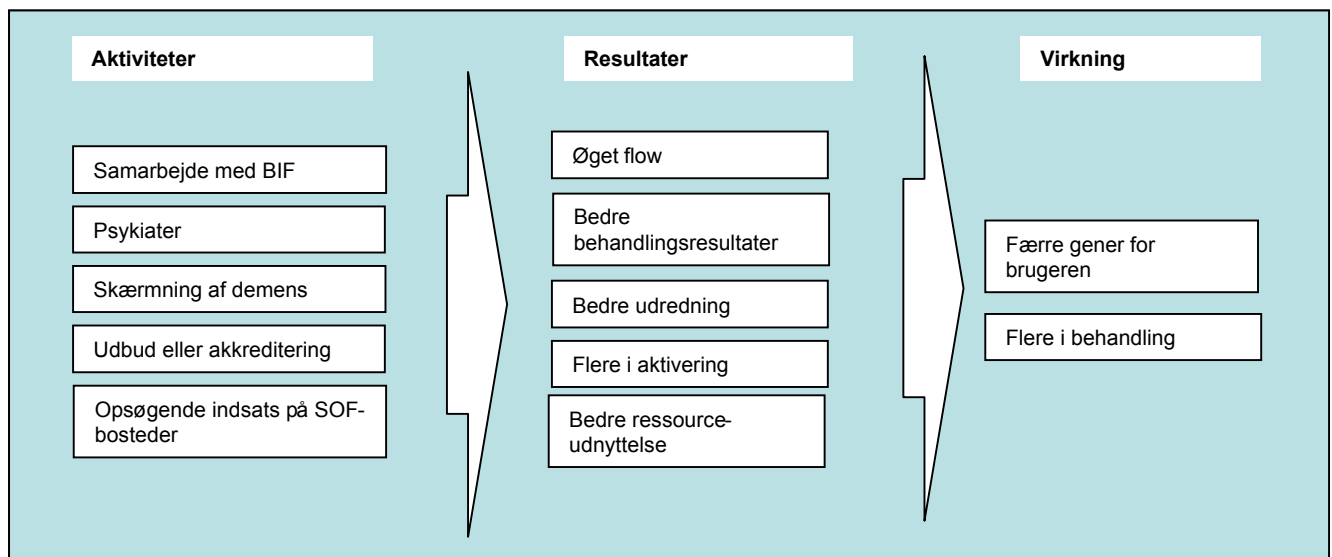 Aktiviteter
Samarbejde med BIF
Psykiater
Skærmning af demens
Udbud eller akkreditering
Opsøgende indsats på SOF-
bosteder
Resultater
Øget flow
Bedre
behandlingsresultater
Bedre udredning
Flere i aktivering
Bedre ressource-
udnyttelse
Virkning
Færre gener for
brugeren
Flere i behandling